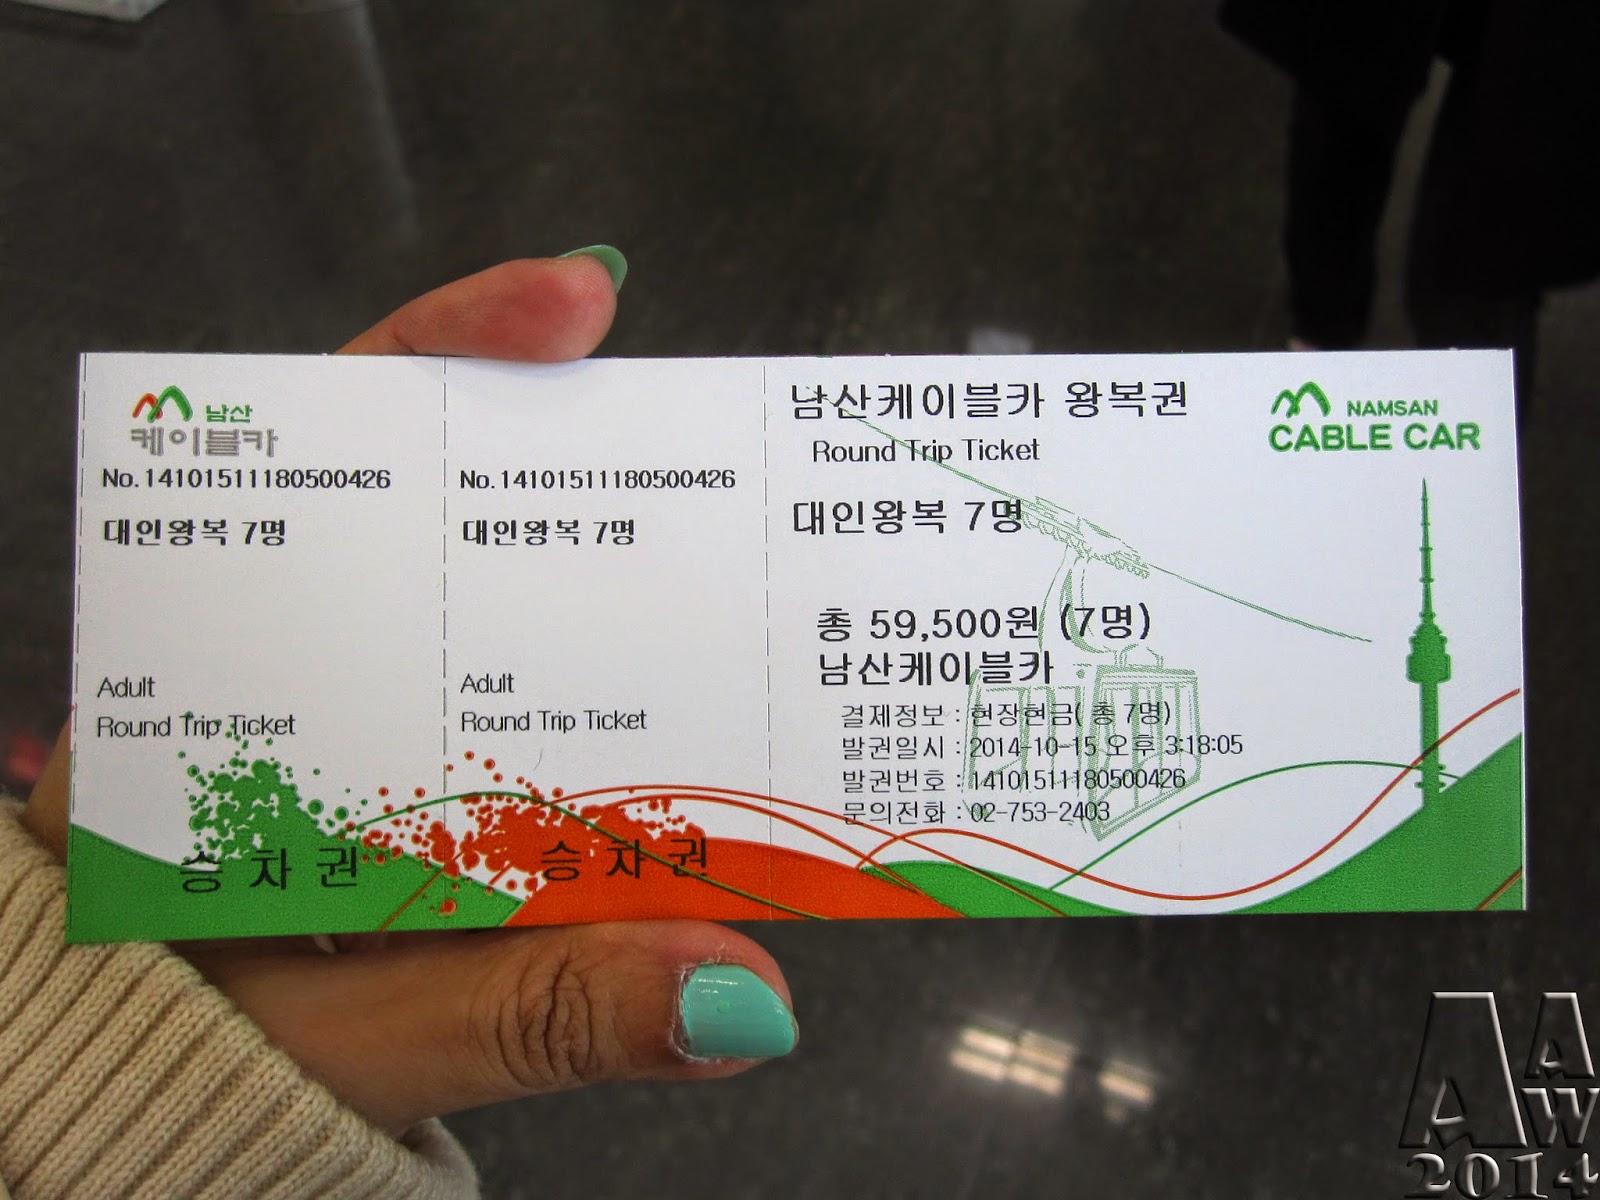 남산
케이블카
No.14101511180500426
대인왕복 7명
Adult
Round Trip Ticket
승차권
No.14101511180500426
대인왕복 7명
Adult
Round Trip Ticket
승차권
남산케이블카 왕복권
Round Trip Ticket
대인왕복 7명
총 59,500원 (7명)
남산케이블카
결제정보 : 현장현금( 총 7명)
발권일시 : 2014-10-15 오후 3:18:05
발권번호 : 14101511180500426
문의전화 : 02-753-2403
NAMSAN
CABLE CAR
AAW
2014